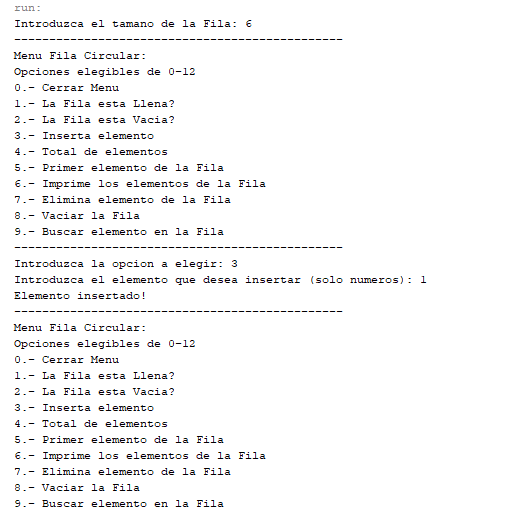 run:
Introduzca el tamano de la Fila: 6
-----------------------------------------------
Menu Fila Circular:
Opciones elegibles de 0-12
0.- Cerrar Menu
1.- La Fila esta Llena?
2.- La Fila esta Vacia?
3.- Inserta elemento
4.- Total de elementos
5.- Primer elemento de la Fila
6.- Imprime los elementos de la Fila
7.- Elimina elemento de la Fila
8.- Vaciar la Fila
9.- Buscar elemento en la Fila
-----------------------------------------------
Introduzca la opcion a elegir: 3
Introduzca el elemento que desea insertar (solo numeros): 1
Elemento insertado!
-----------------------------------------------
Menu Fila Circular:
Opciones elegibles de 0-12
0.- Cerrar Menu
1.- La Fila esta Llena?
2.- La Fila esta Vacia?
3.- Inserta elemento
4.- Total de elementos
5.- Primer elemento de la Fila
6.- Imprime los elementos de la Fila
7.- Elimina elemento de la Fila
8.- Vaciar la Fila
9.- Buscar elemento en la Fila